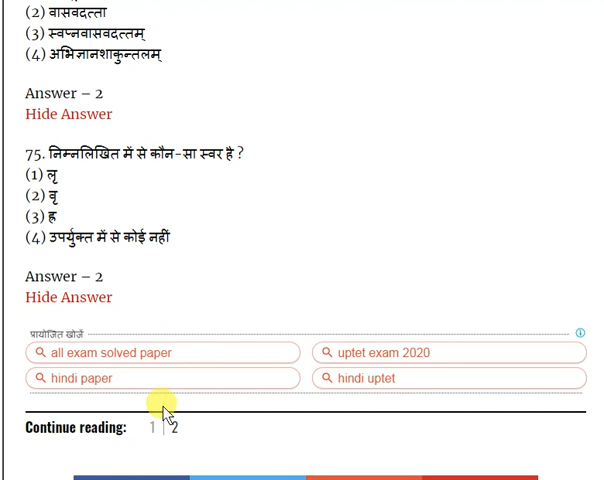 (2) वासवदत्ता
(3) स्वप्नवासवदत्तम्
(4) अभिज्ञानशाकुन्तलम्
Answer – 2
Hide Answer
75. निम्नलिखित में से कौन-सा स्वर है ?
(1) लृ
(2) वृ
(3) ह्र
(4) उपर्युक्त में से कोई नहीं
Answer – 2
Hide Answer
प्रायोजित खोजें
all exam solved paper
uptet exam 2020
hindi paper
hindi uptet
Continue reading: 1 2